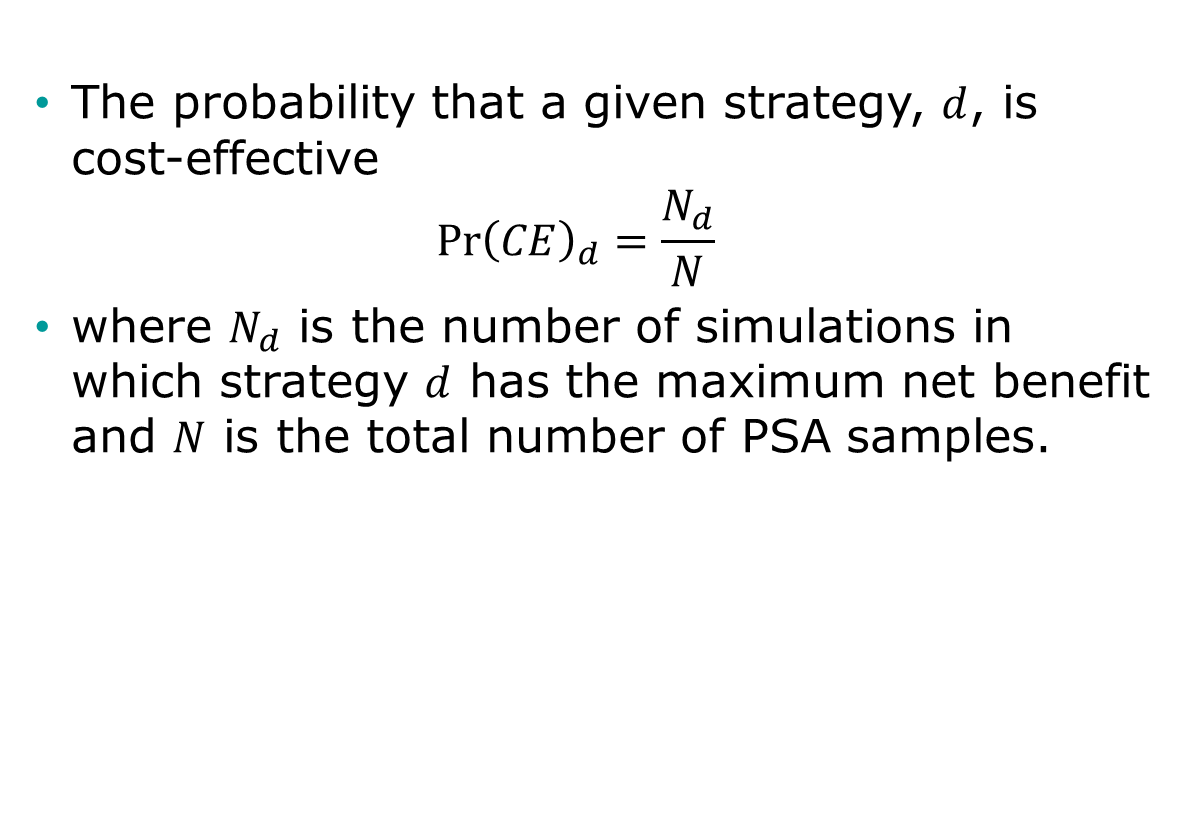 • The probability that a given strategy, d, is
cost-effective
Pr(CE)_d = N_d / N
• where N_d is the number of simulations in
which strategy d has the maximum net benefit
and N is the total number of PSA samples.